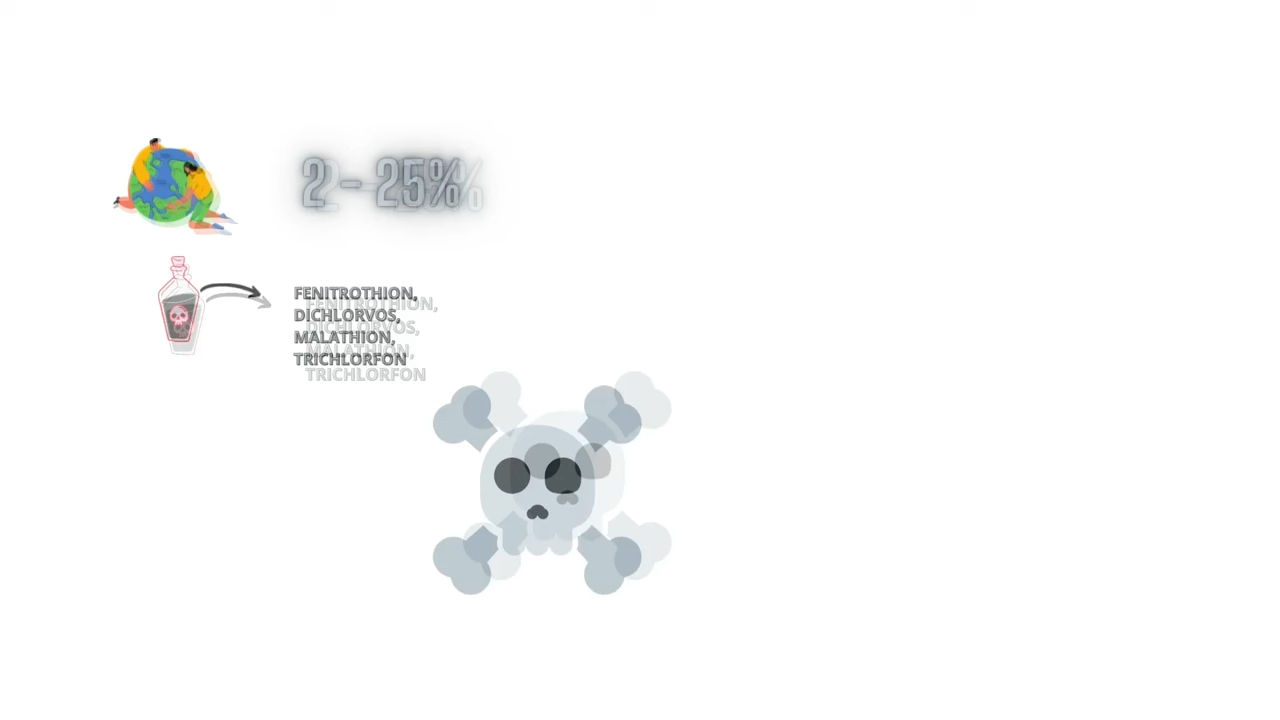 2 - 25%
FENITROTHION,
DICHLORVOS,
MALATHION,
TRICHLORFON